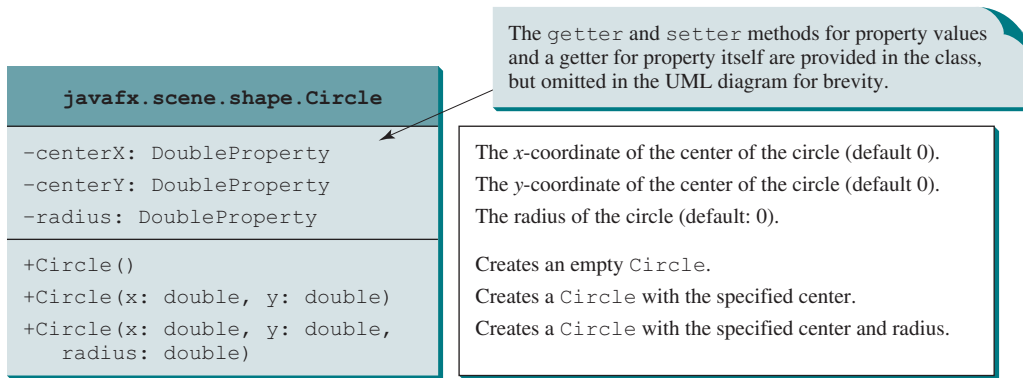 The getter and setter methods for property values
and a getter for property itself are provided in the class,
but omitted in the UML diagram for brevity.
javafx.scene.shape.Circle
-centerX: DoubleProperty
-centerY: DoubleProperty
-radius: DoubleProperty
The x-coordinate of the center of the circle (default 0).
The y-coordinate of the center of the circle (default 0).
The radius of the circle (default: 0).
+Circle()
+Circle(x: double, y: double)
+Circle(x: double, y: double,
radius: double)
Creates an empty Circle.
Creates a Circle with the specified center.
Creates a Circle with the specified center and radius.